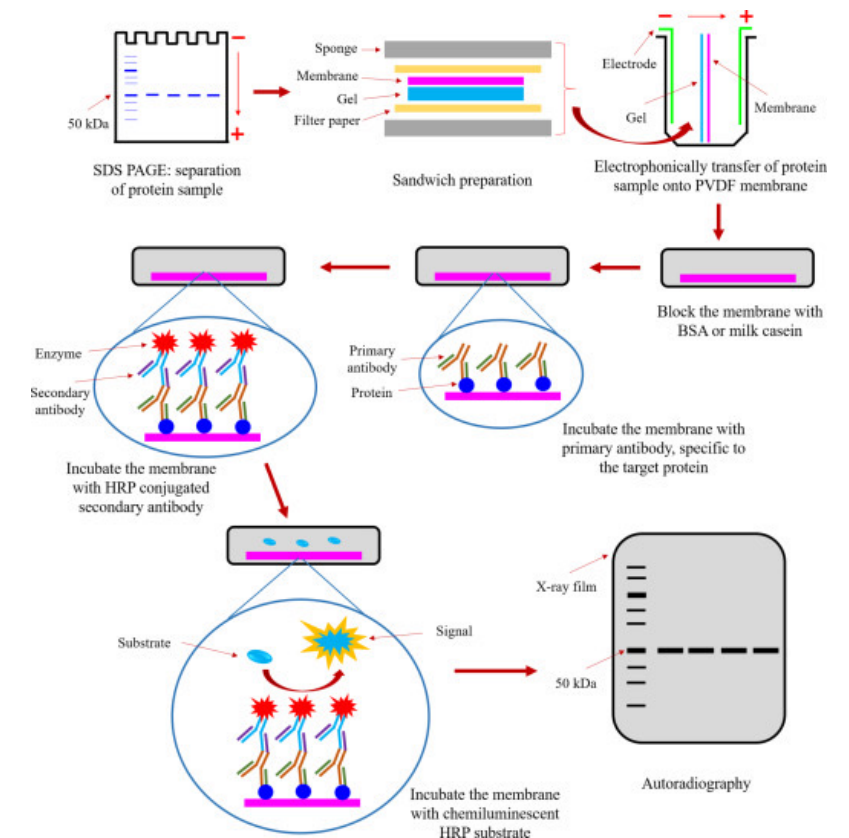 −
+
50 kDa
SDS PAGE: separation
of protein sample
Sponge
Membrane
Gel
Filter paper
Sandwich preparation
− +
Electrode
Gel
Membrane
Electrophonically transfer of protein
sample onto PVDF membrane
Block the membrane with
BSA or milk casein
Primary
antibody
Protein
Incubate the membrane with
primary antibody, specific to
the target protein
Enzyme
Secondary
antibody
Incubate the membrane
with HRP conjugated
secondary antibody
Substrate
Signal
Incubate the membrane
with chemiluminescent
HRP substrate
X-ray film
50 kDa
Autoradiography